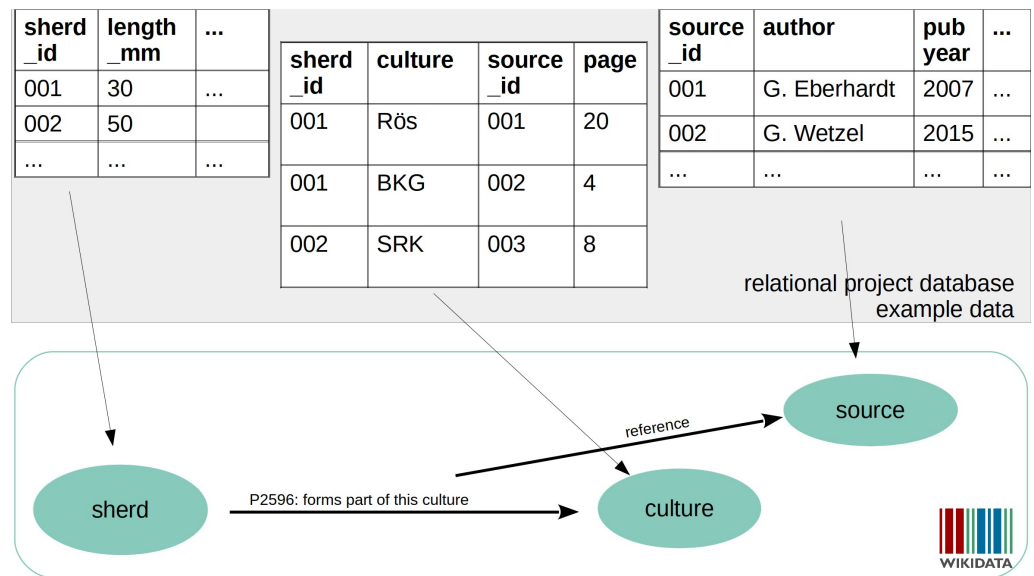 sherd _id length _mm ...
001 30 ...
002 50
... ... ...
sherd _id culture source _id page
001 Rös 001 20
001 BKG 002 4
002 SRK 003 8
source _id author pub year ...
001 G. Eberhardt 2007 ...
002 G. Wetzel 2015 ...
... ... ... ...
relational project database
example data
source
reference
sherd
P2596: forms part of this culture
culture
WIKIDATA